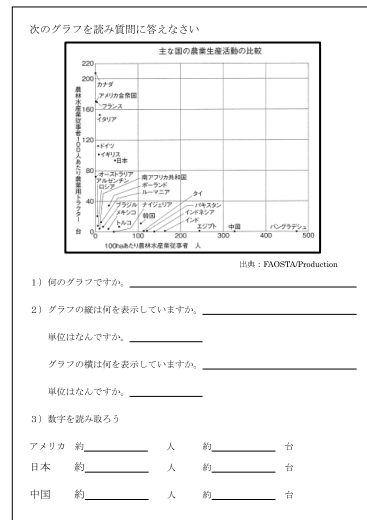 次のグラフを読み質問に答えなさい
主な国の農業生産活動の比較
220
200
160
120
80
40
0
台
農林水産業従事者100人あたり農業用トラクター
カナダ
アメリカ合衆国
フランス
イタリア
ドイツ
イギリス
日本
オーストラリア
アルゼンチン
ロシア
南アフリカ共和国
ポーランド
ルーマニア
ブラジル
メキシコ
トルコ
ナイジェリア
韓国
タイ
パキスタン
インドネシア
インド
エジプト
中国
バングラデシュ
0 100 200 300 400 500
100haあたり農林水産業従事者 人
出典：FAOSTA/Production
1）何のグラフですか。
2）グラフの縦は何を表示していますか。
単位はなんですか。
グラフの横は何を表示していますか。
単位はなんですか。
3）数字を読み取ろう
アメリカ 約 人 約 台
日本 約 人 約 台
中国 約 人 約 台